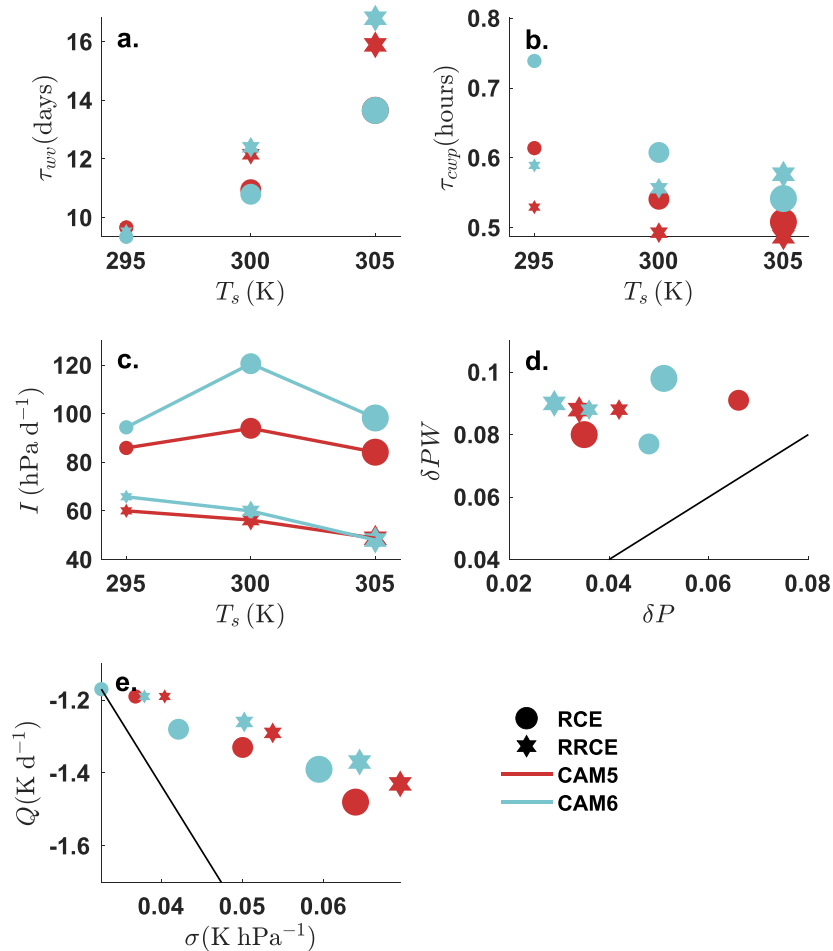 a.
16
14
12
10
τwv(days)
295 300 305
Ts (K)
b.
0.8
0.7
0.6
0.5
τcwp(hours)
295 300 305
Ts (K)
c.
120
100
80
60
40
I (hPa d⁻¹)
295 300 305
Ts (K)
d.
0.1
0.08
0.06
0.04
δPW
0.02 0.04 0.06 0.08
δP
e.
-1.2
-1.4
-1.6
Q(K d⁻¹)
0.04 0.05 0.06
σ(K hPa⁻¹)
RCE
RRCE
CAM5
CAM6